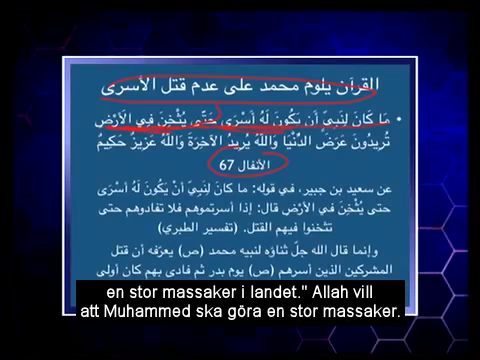 القرآن يلوم محمد على عدم قتل الأسرى
• مَا كَانَ لِنَبِيٍّ أَن يَكُونَ لَهُ أَسْرَى حَتَّى يُثْخِنَ فِي الْأَرْضِ
تُرِيدُونَ عَرَضَ الدُّنْيَا وَاللَّهُ يُرِيدُ الْآخِرَةَ وَاللَّهُ عَزِيزٌ حَكِيمٌ
الأنفال 67
عن سعيد بن جبير، في قوله: ما كانَ لِنَبِيّ أنْ يَكُونَ لَهُ أسْرَى
حتى يُثْخِنَ في الأرْض قال: إذا أسرتموهم فلا تفادوهم حتى
تثخنوا فيهم القتل. (تفسير الطبري)
وإنما قال الله جلّ ثناؤه لنبيه محمد (ص) يعرّفه أن قتل
المشركين الذين أسرهم (ص) يوم بدر ثم فادى بهم كان أولى
en stor massaker i landet." Allah vill
att Muhammed ska göra en stor massaker.